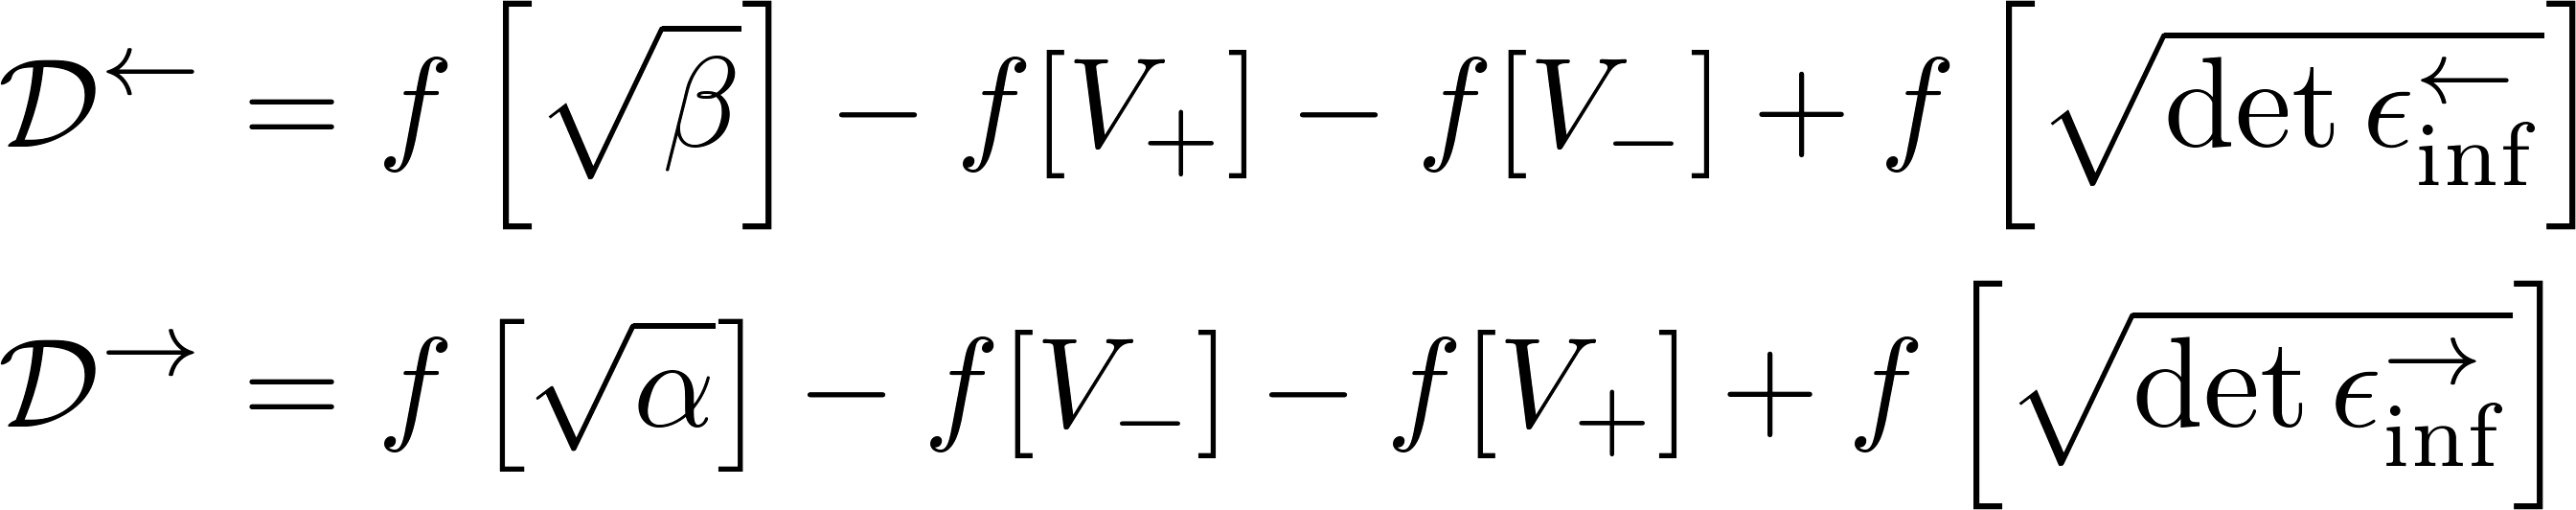 𝒟^← = f [√β] − f[V_+] − f[V_−] + f [√(det ϵ^←_inf)]
𝒟^→ = f [√α] − f[V_−] − f[V_+] + f [√(det ϵ^→_inf)]